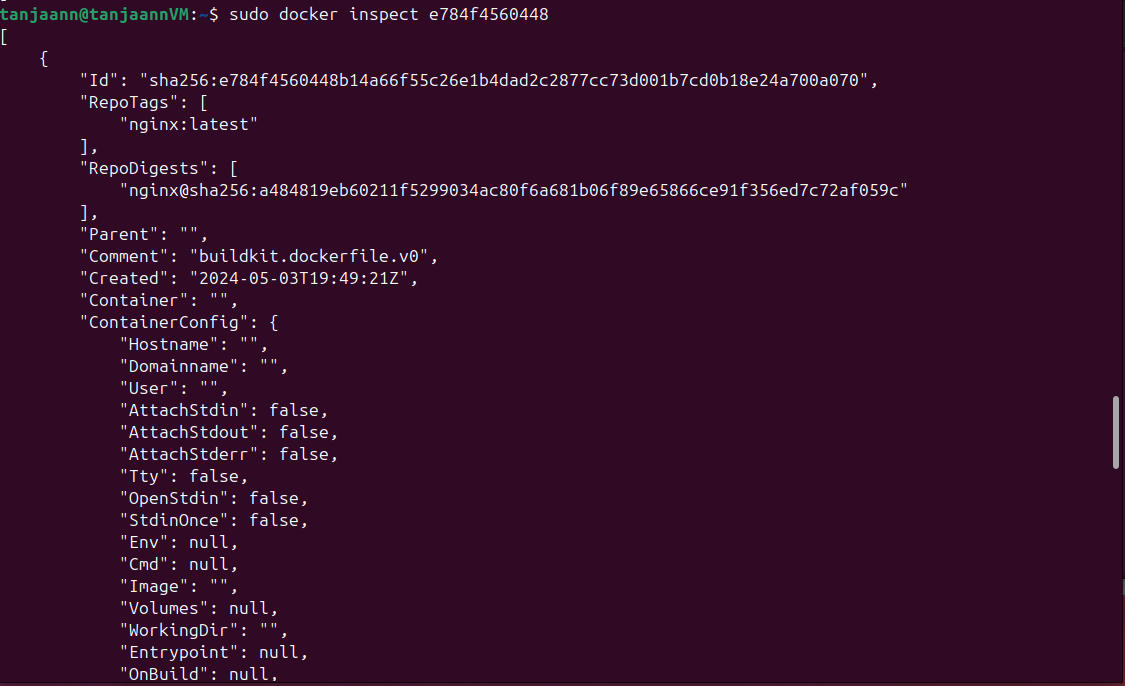 tanjaann@tanjaannVM:~$ sudo docker inspect e784f4560448
[
    {
        "Id": "sha256:e784f4560448b14a66f55c26e1b4dad2c2877cc73d001b7cd0b18e24a700a070",
        "RepoTags": [
            "nginx:latest"
        ],
        "RepoDigests": [
            "nginx@sha256:a484819eb60211f5299034ac80f6a681b06f89e65866ce91f356ed7c72af059c"
        ],
        "Parent": "",
        "Comment": "buildkit.dockerfile.v0",
        "Created": "2024-05-03T19:49:21Z",
        "Container": "",
        "ContainerConfig": {
            "Hostname": "",
            "Domainname": "",
            "User": "",
            "AttachStdin": false,
            "AttachStdout": false,
            "AttachStderr": false,
            "Tty": false,
            "OpenStdin": false,
            "StdinOnce": false,
            "Env": null,
            "Cmd": null,
            "Image": "",
            "Volumes": null,
            "WorkingDir": "",
            "Entrypoint": null,
            "OnBuild": null,